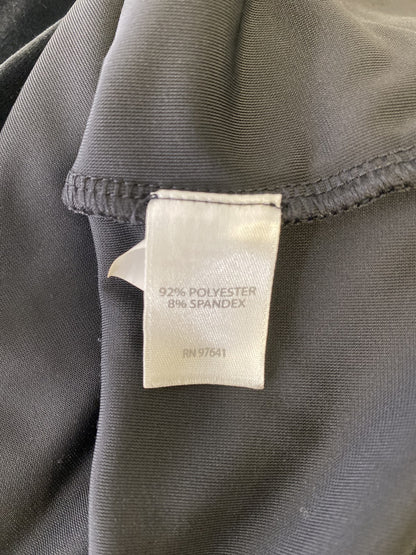 92% POLYESTER
8% SPANDEX
RN 97641